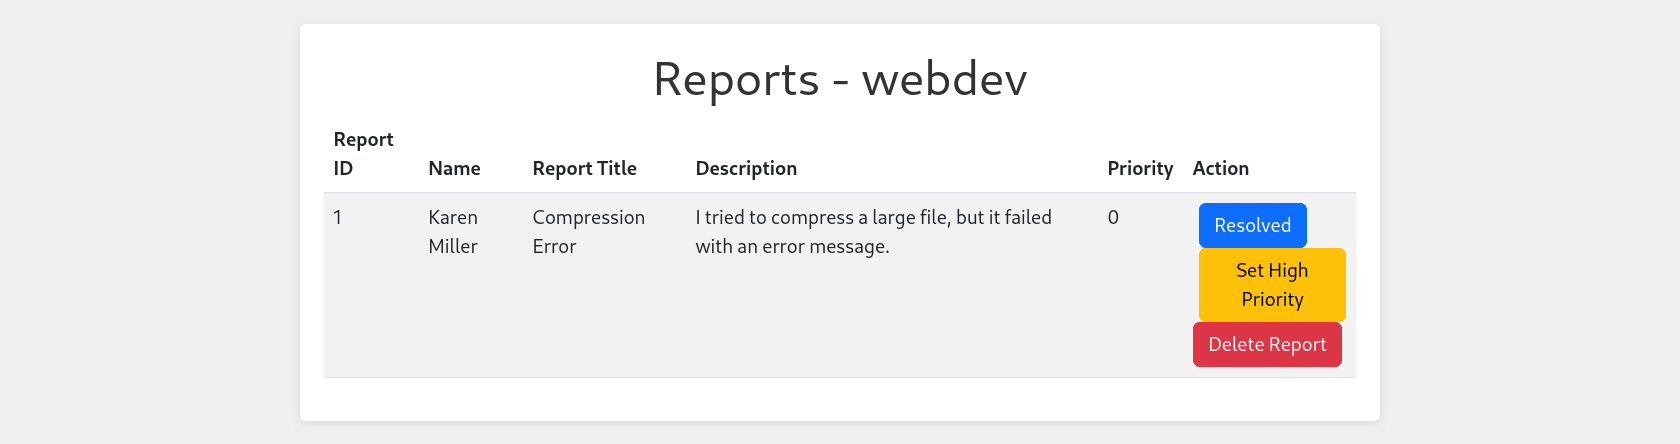 Reports - webdev
Report
ID
Name
Report Title
Description
Priority
Action
1
Karen
Miller
Compression
Error
I tried to compress a large file, but it failed
with an error message.
0
Resolved
Set High
Priority
Delete Report